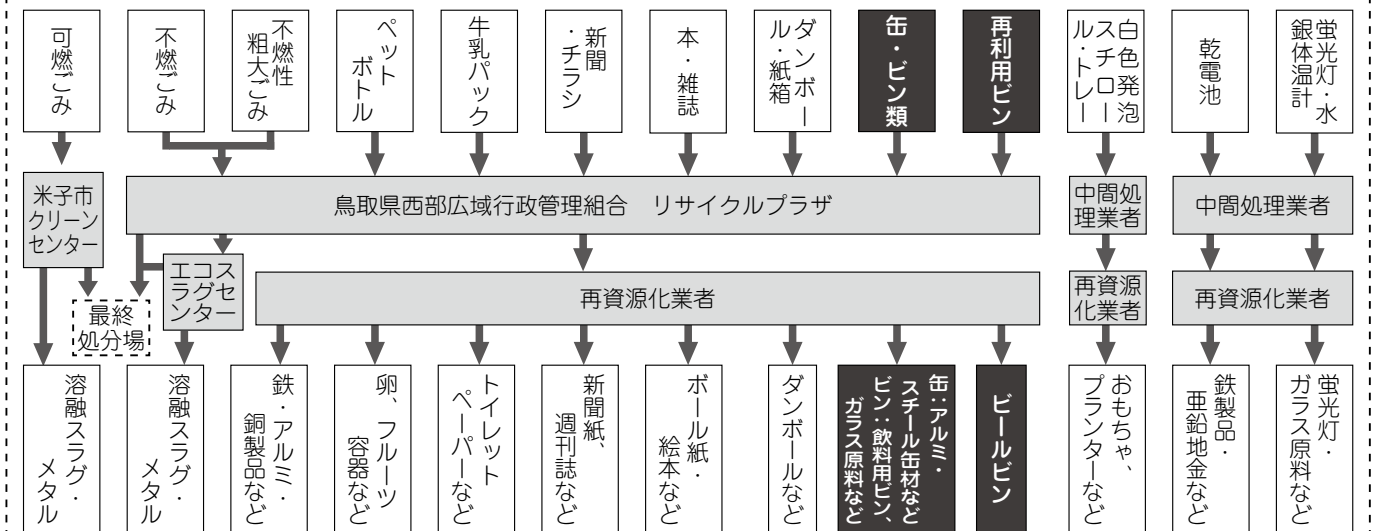 可燃ごみ
不燃ごみ
不燃性
粗大ごみ
ペット
ボトル
牛乳パック
新聞
・チラシ
本・雑誌
ダンボー
ル・紙箱
缶・ビン類
再利用ビン
白色発泡
スチロー
ル・トレー
乾電池
蛍光灯・水
銀体温計
米子市
クリーン
センター
鳥取県西部広域行政管理組合 リサイクルプラザ
中間処
理業者
中間処理業者
エコス
ラグセ
ンター
再資源化業者
再資源
化業者
再資源化業者
最終
処分場
溶融スラグ・
メタル
溶融スラグ・
メタル
鉄・アルミ・
銅製品など
卵、フルーツ
容器など
トイレット
ペーパーなど
新聞紙、
週刊誌など
ボール紙・
絵本など
ダンボールなど
缶:アルミ・
スチール缶材など
ビン:飲料用ビン、
ガラス原料など
ビールビン
おもちゃ、
プランターなど
鉄製品・
亜鉛地金など
蛍光灯・
ガラス原料など